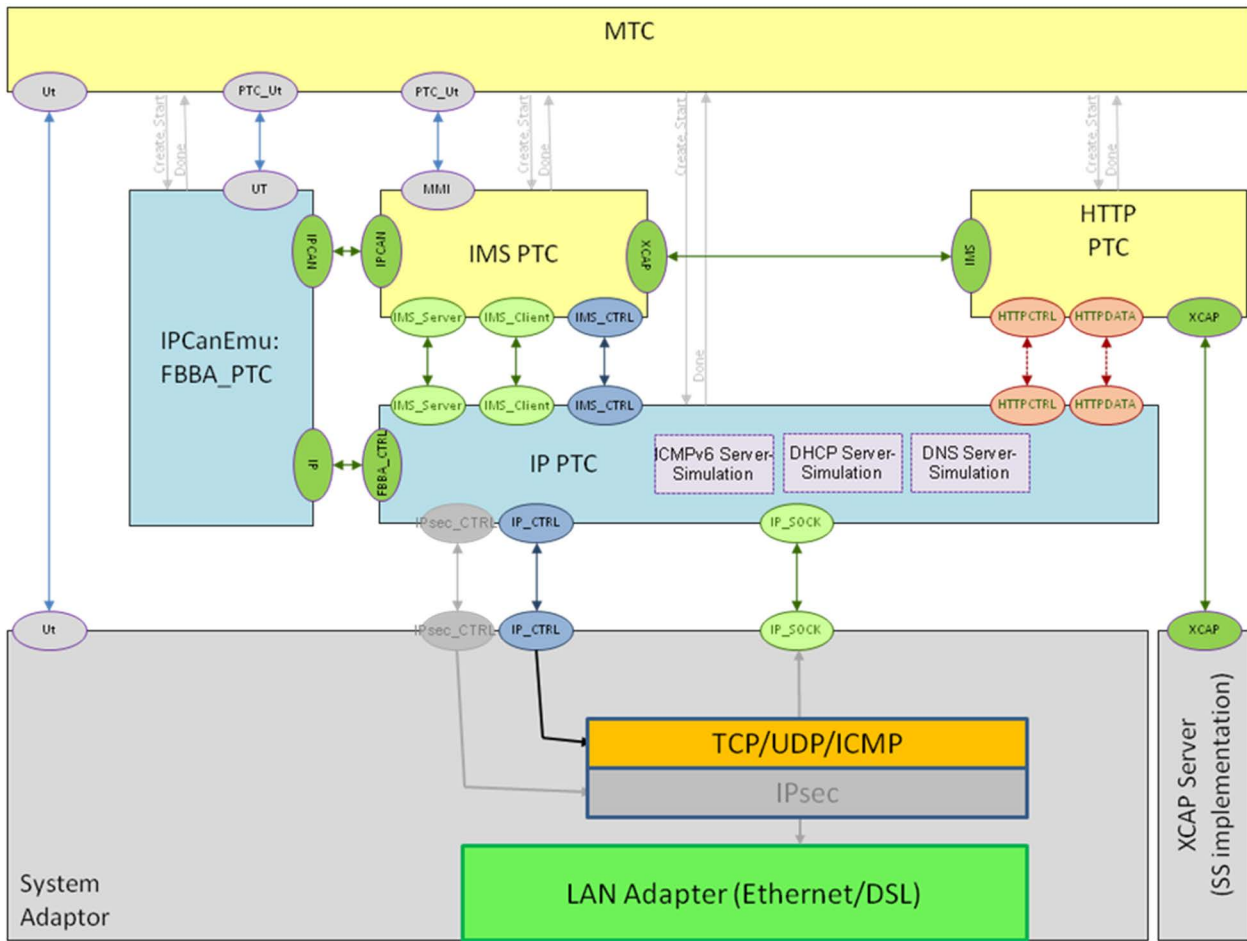 MTC
Ut
PTC_Ut
PTC_Ut
Create,Start
Done
Create,Start
Done
Create,Start
Done
Create,Start
Done
UT
MMI
IPCAN
IPCAN
IMS PTC
XCAP
SMI
HTTP
PTC
IPCanEmu:
FBBA_PTC
IMS_Server
IMS_Client
IMS_CTRL
HTTPCTRL
HTTPDATA
XCAP
IMS_Server
IMS_Client
IMS_CTRL
HTTPCTRL
HTTPDATA
IP
FBBA_CTRL
IP PTC
ICMPv6 Server-
Simulation
DHCP Server-
Simulation
DNS Server-
Simulation
IPsec_CTRL
IP_CTRL
IP_SOCK
Ut
IPsec_CTRL
IP_CTRL
IP_SOCK
XCAP
TCP/UDP/ICMP
IPsec
LAN Adapter (Ethernet/DSL)
System
Adaptor
XCAP Server
(SS implementation)